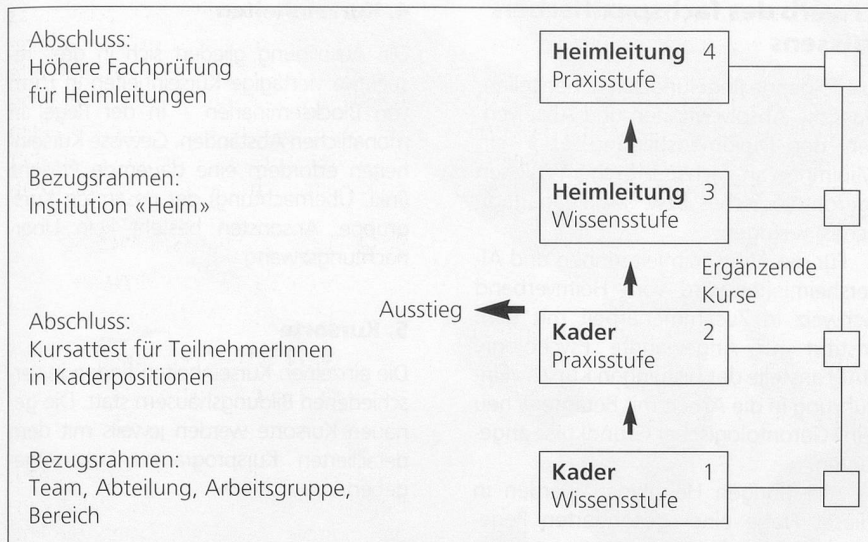 Abschluss:
Höhere Fachprüfung
für Heimleitungen
Heimleitung 4
Praxisstufe
Bezugsrahmen:
Institution «Heim»
Heimleitung 3
Wissensstufe
Ergänzende
Kurse
Ausstieg
Abschluss:
Kursattest für TeilnehmerInnen
in Kaderpositionen
Kader 2
Praxisstufe
Bezugsrahmen:
Team, Abteilung, Arbeitsgruppe,
Bereich
Kader 1
Wissensstufe